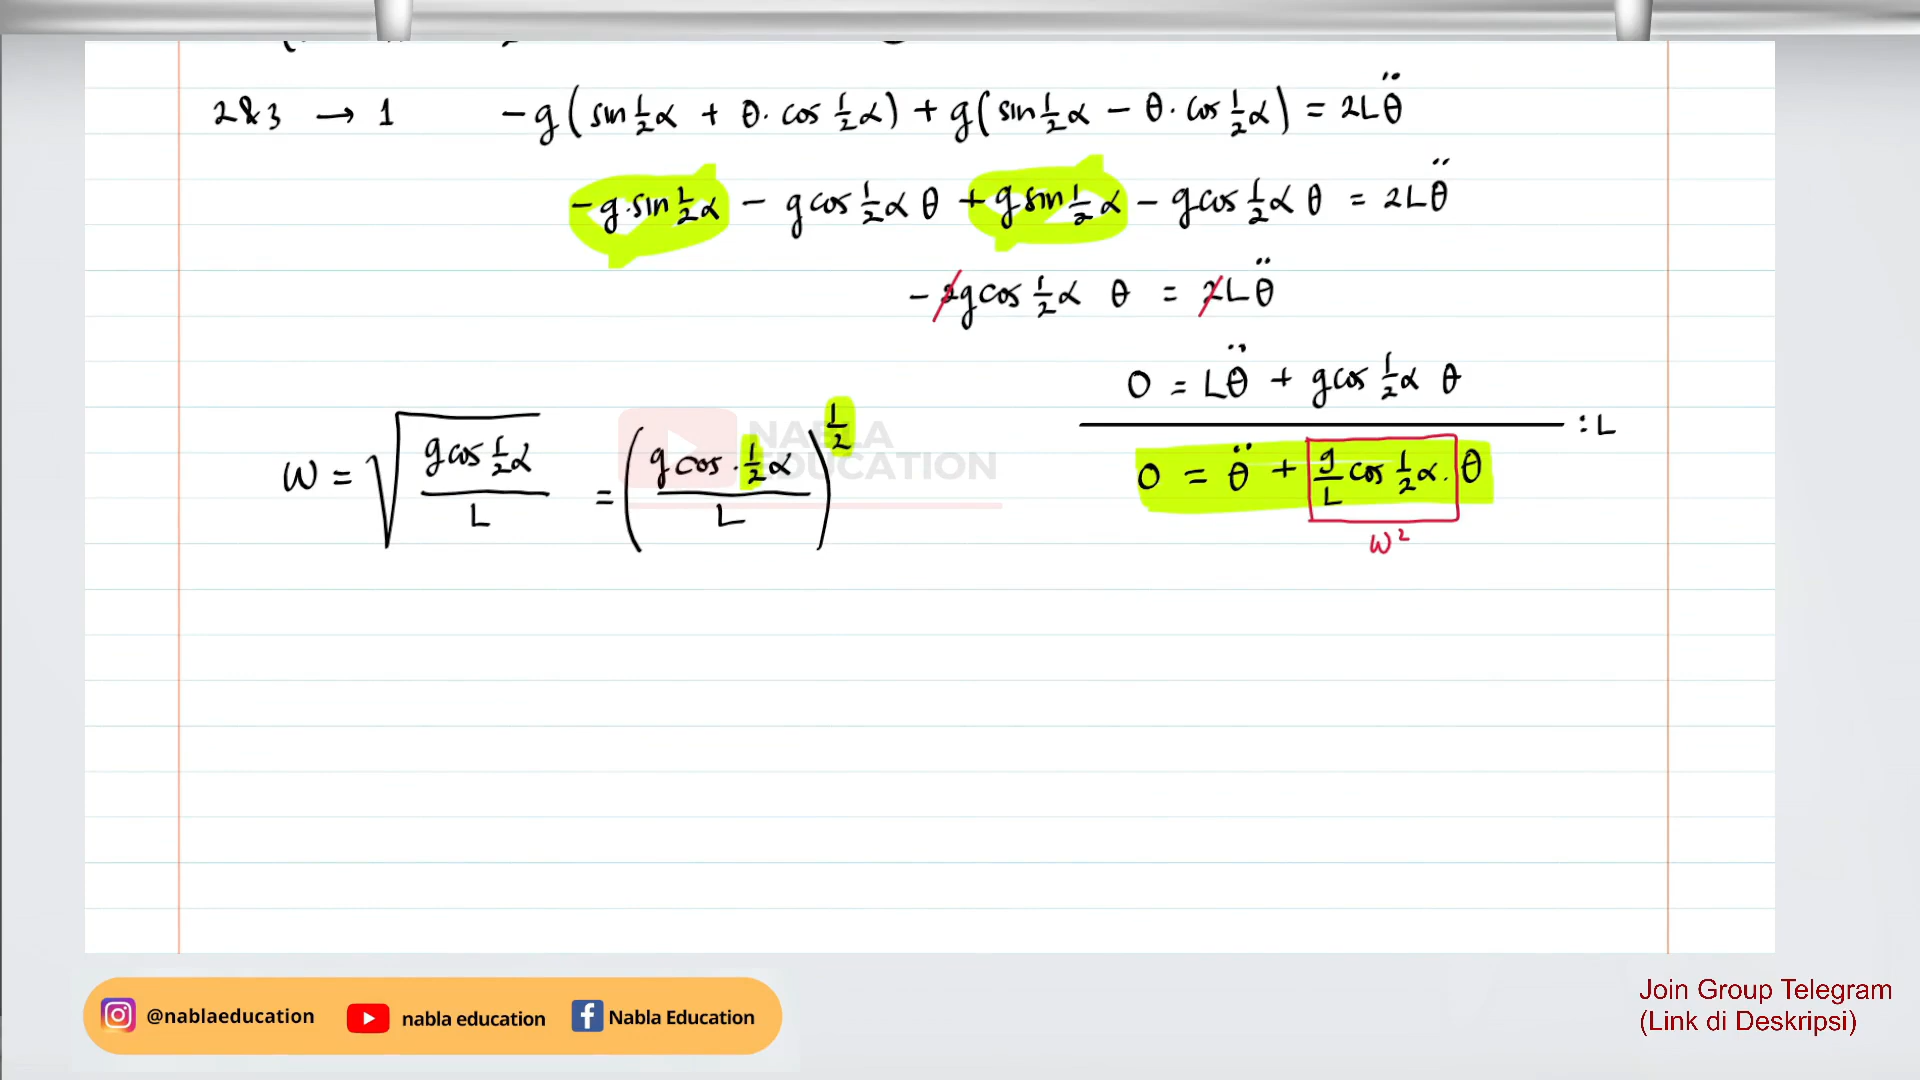 2&3 → 1 -g(sin ½α + θ. cos ½α) + g(sin ½α - θ. cos ½α) = 2Lθ̈
-g.sin ½α - g cos ½α θ + g sin ½α - g cos ½α θ = 2Lθ̈
- 2g cos ½α θ = 2Lθ̈
0 = Lθ̈ + g cos ½α θ
: L
0 = θ̈ + g/L cos ½α. θ
ω²
ω = √(g cos ½α / L) = (g cos . ½α / L)^½
NABLA
EDUCATION
@nablaeducation nabla education Nabla Education
Join Group Telegram
(Link di Deskripsi)